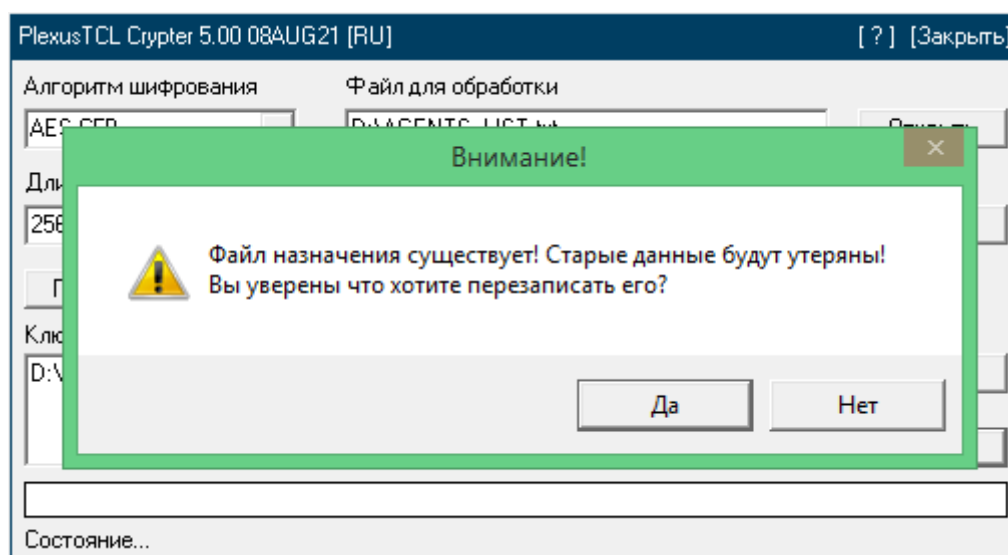 PlexusTCL Crypter 5.00 08AUG21 [RU] [ ? ] [Закрыть]
Алгоритм шифрования Файл для обработки
Внимание!
256
Файл назначения существует! Старые данные будут утеряны!
Вы уверены что хотите перезаписать его?
D:\
Да Нет
Состояние...